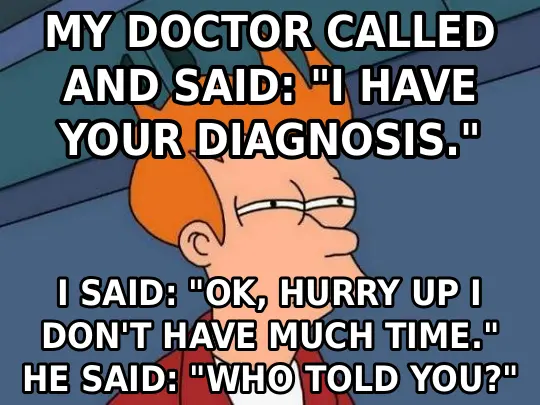 MY DOCTOR CALLED
AND SAID: "I HAVE
YOUR DIAGNOSIS."
I SAID: "OK, HURRY UP I
DON'T HAVE MUCH TIME."
HE SAID: "WHO TOLD YOU?"